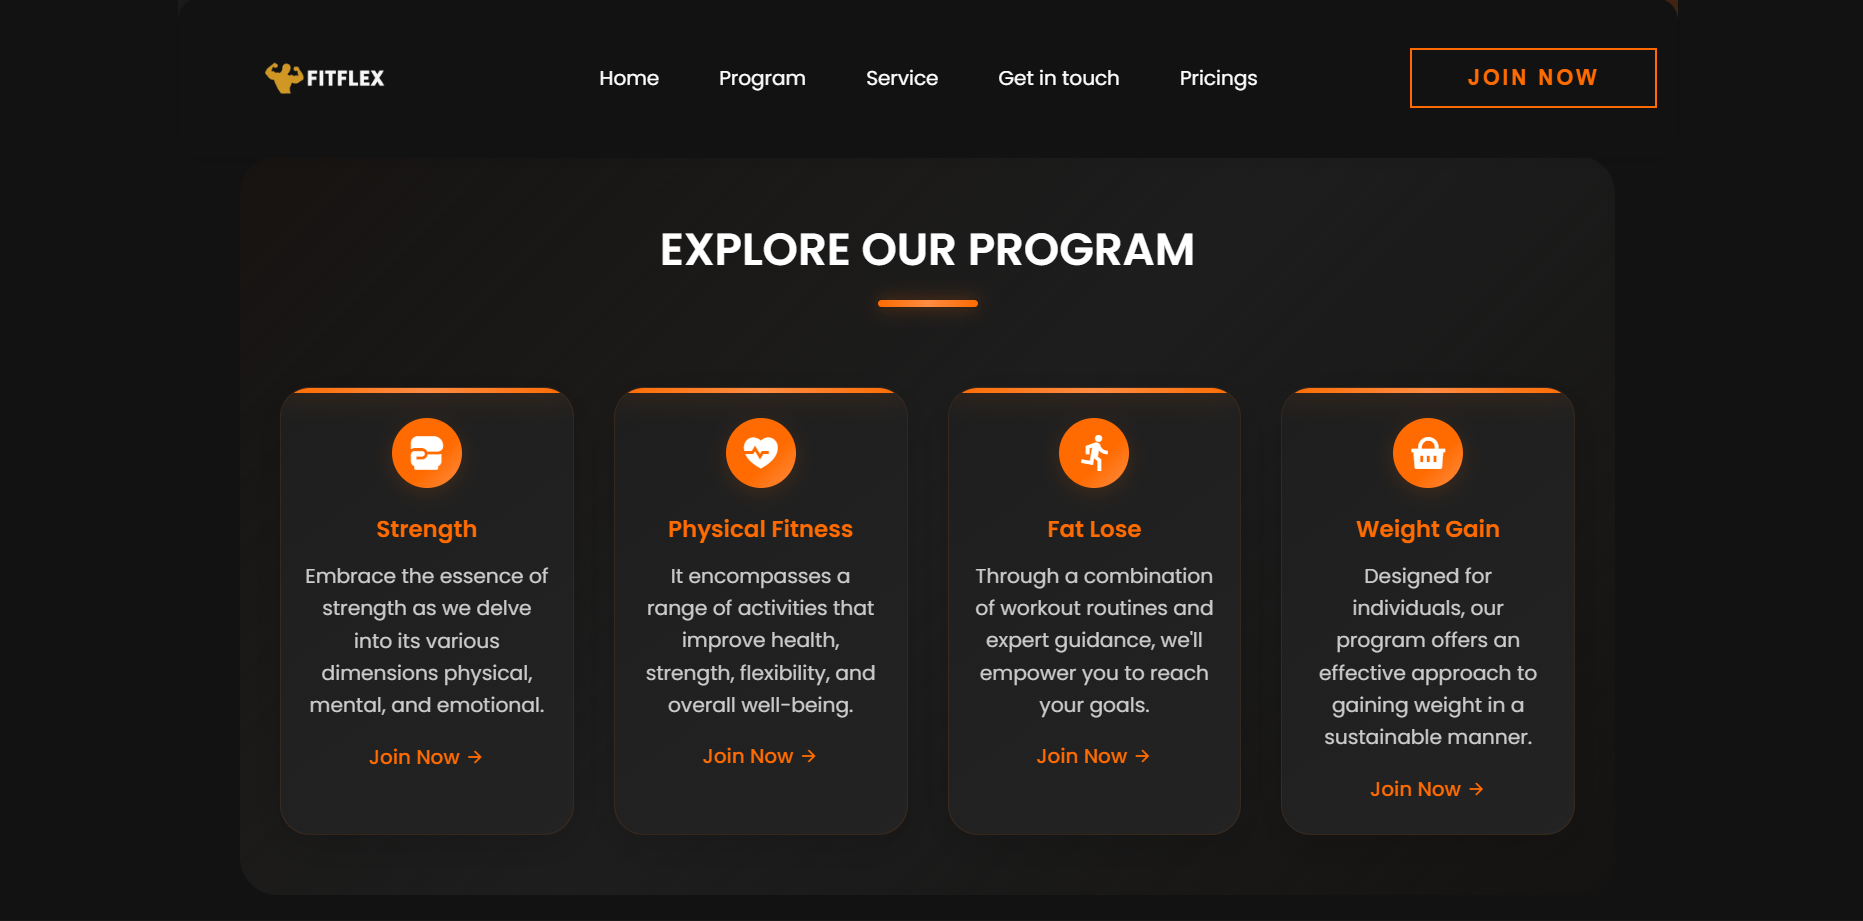 FITFLEX
Home
Program
Service
Get in touch
Pricings
JOIN NOW
EXPLORE OUR PROGRAM
Strength
Embrace the essence of
strength as we delve
into its various
dimensions physical,
mental, and emotional.
Join Now →
Physical Fitness
It encompasses a
range of activities that
improve health,
strength, flexibility, and
overall well-being.
Join Now →
Fat Lose
Through a combination
of workout routines and
expert guidance, we'll
empower you to reach
your goals.
Join Now →
Weight Gain
Designed for
individuals, our
program offers an
effective approach to
gaining weight in a
sustainable manner.
Join Now →